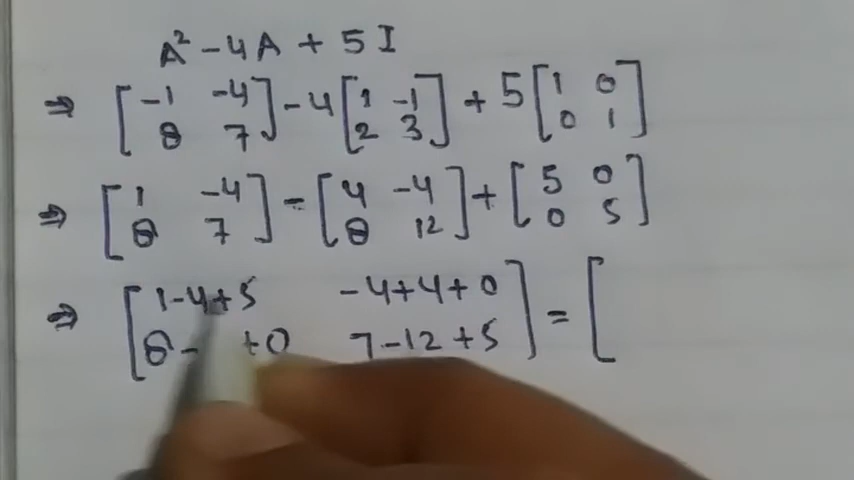 A² - 4A + 5I
⇒ [-1 -4; 8 7] - 4[1 -1; 2 3] + 5[1 0; 0 1]
⇒ [1 -4; 8 7] - [4 -4; 8 12] + [5 0; 0 5]
⇒ [1-4+5 -4+4+0; 8- +0 7-12+5] = [